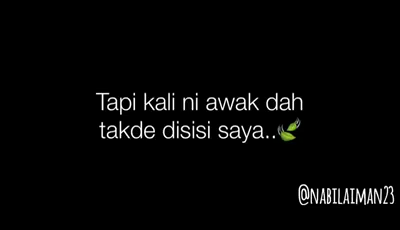 Tapi kali ni awak dah
takde disisi saya..🍃
@NABILAIMAN23